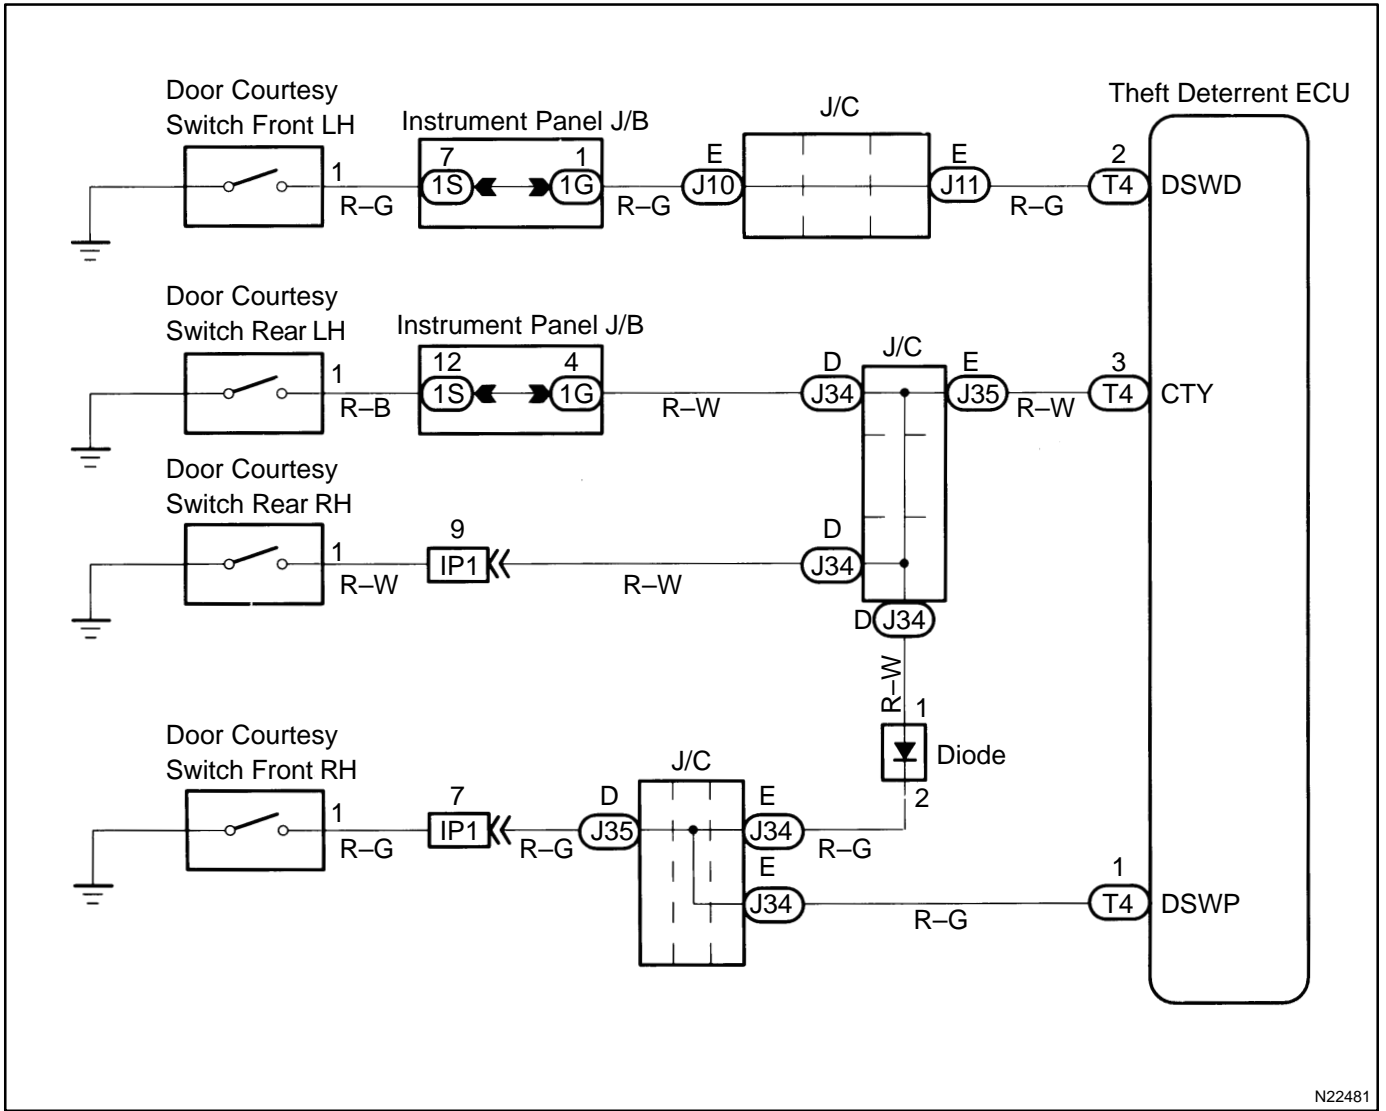 Door Courtesy
Switch Front LH
1
R–G
Instrument Panel J/B
7
1S
1
1G
R–G
J/C
E
J10
E
J11
R–G
Theft Deterrent ECU
2
T4
DSWD
Door Courtesy
Switch Rear LH
1
R–B
Instrument Panel J/B
12
1S
4
1G
R–W
D
J34
J/C
E
J35
R–W
3
T4
CTY
Door Courtesy
Switch Rear RH
1
R–W
9
IP1
R–W
D
J34
D
J34
R–W
1
Diode
2
Door Courtesy
Switch Front RH
1
R–G
7
IP1
R–G
D
J35
J/C
E
J34
R–G
E
J34
R–G
1
T4
DSWP
N22481